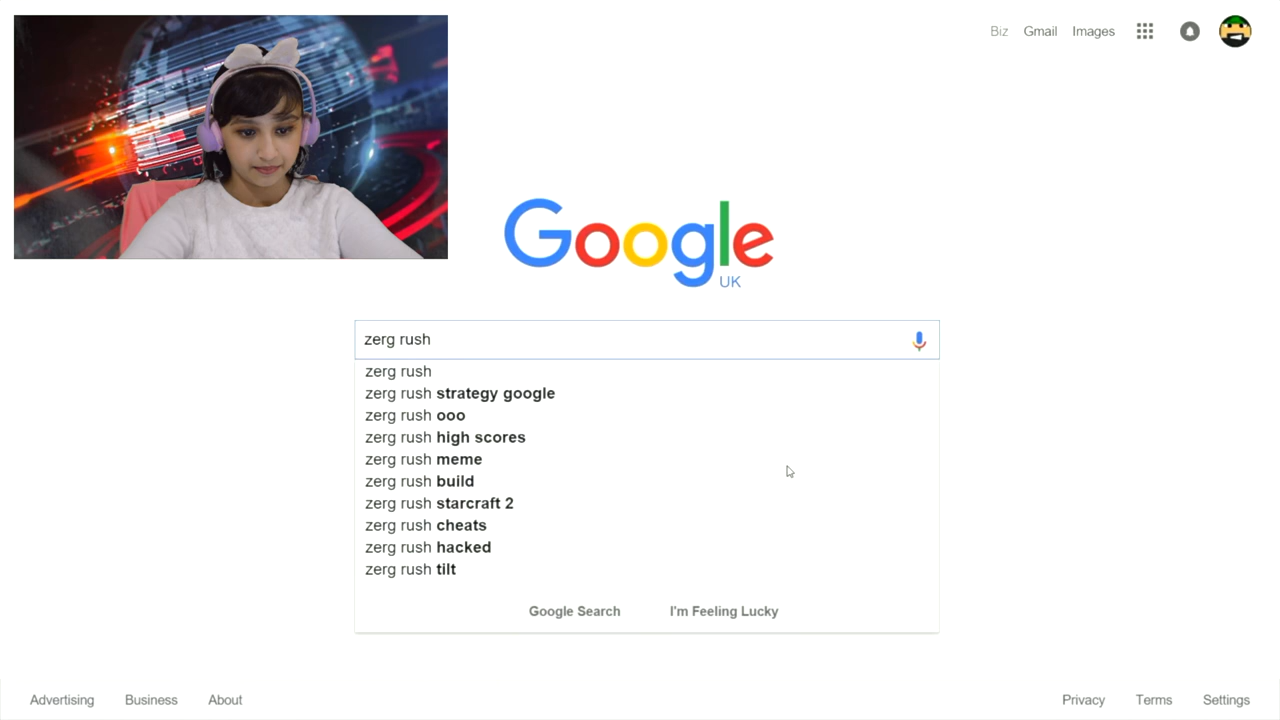 Biz Gmail Images
Google
UK
zerg rush
zerg rush
zerg rush strategy google
zerg rush ooo
zerg rush high scores
zerg rush meme
zerg rush build
zerg rush starcraft 2
zerg rush cheats
zerg rush hacked
zerg rush tilt
Google Search I'm Feeling Lucky
Advertising Business About Privacy Terms Settings